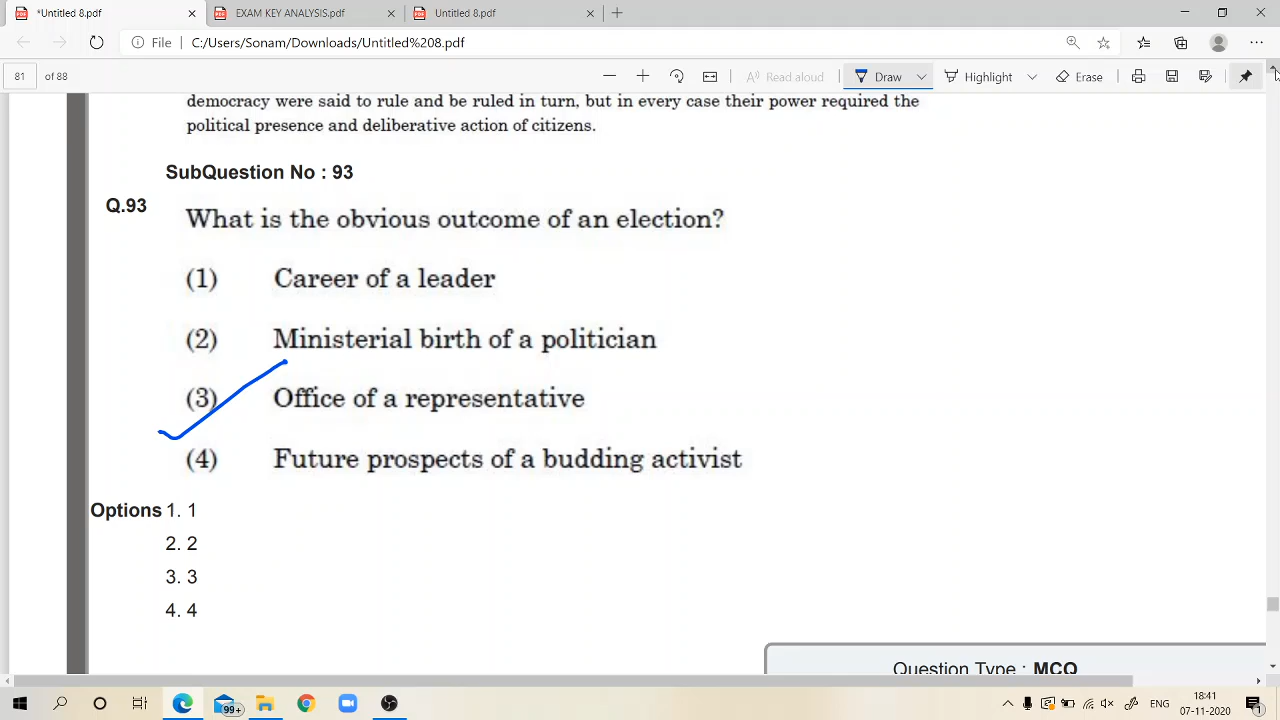 *Untitled 8.pdf
EXAM KEY ANALYSIS.pdf
Untitled 8.pdf
File
C:/Users/Sonam/Downloads/Untitled%208.pdf
81 of 88
Read aloud
Draw
Highlight
Erase
democracy were said to rule and be ruled in turn, but in every case their power required the
political presence and deliberative action of citizens.
SubQuestion No : 93
Q.93 What is the obvious outcome of an election?
(1) Career of a leader
(2) Ministerial birth of a politician
(3) Office of a representative
(4) Future prospects of a budding activist
Options 1. 1
2. 2
3. 3
4. 4
Question Type : MCQ
99+
ENG
18:41
07-11-2020
1